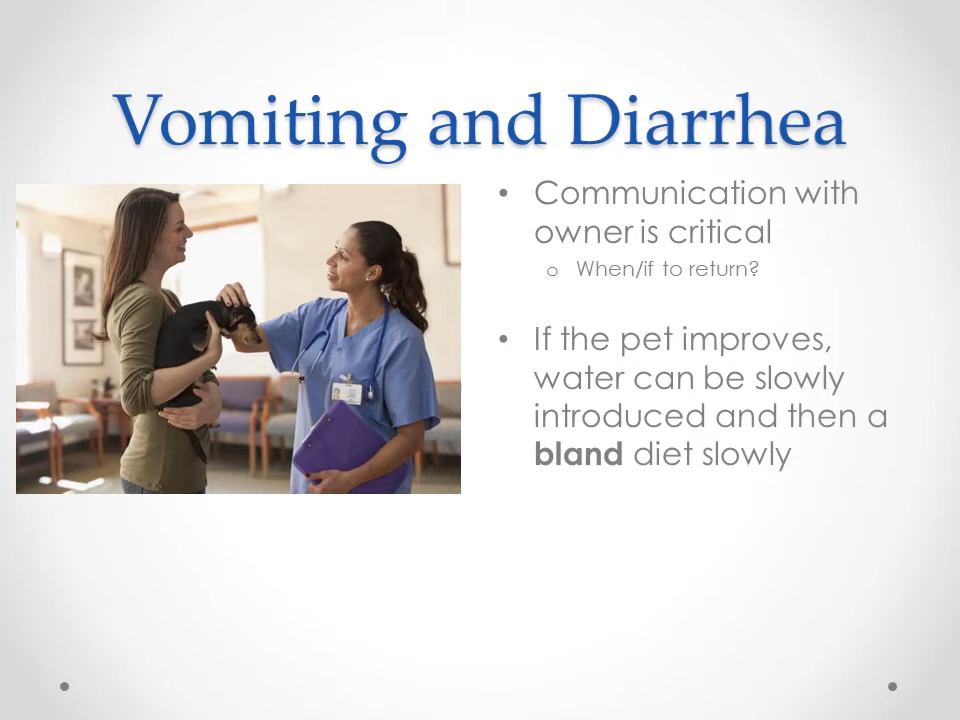 Vomiting and Diarrhea
• Communication with
owner is critical
o When/if to return?
• If the pet improves,
water can be slowly
introduced and then a
bland diet slowly